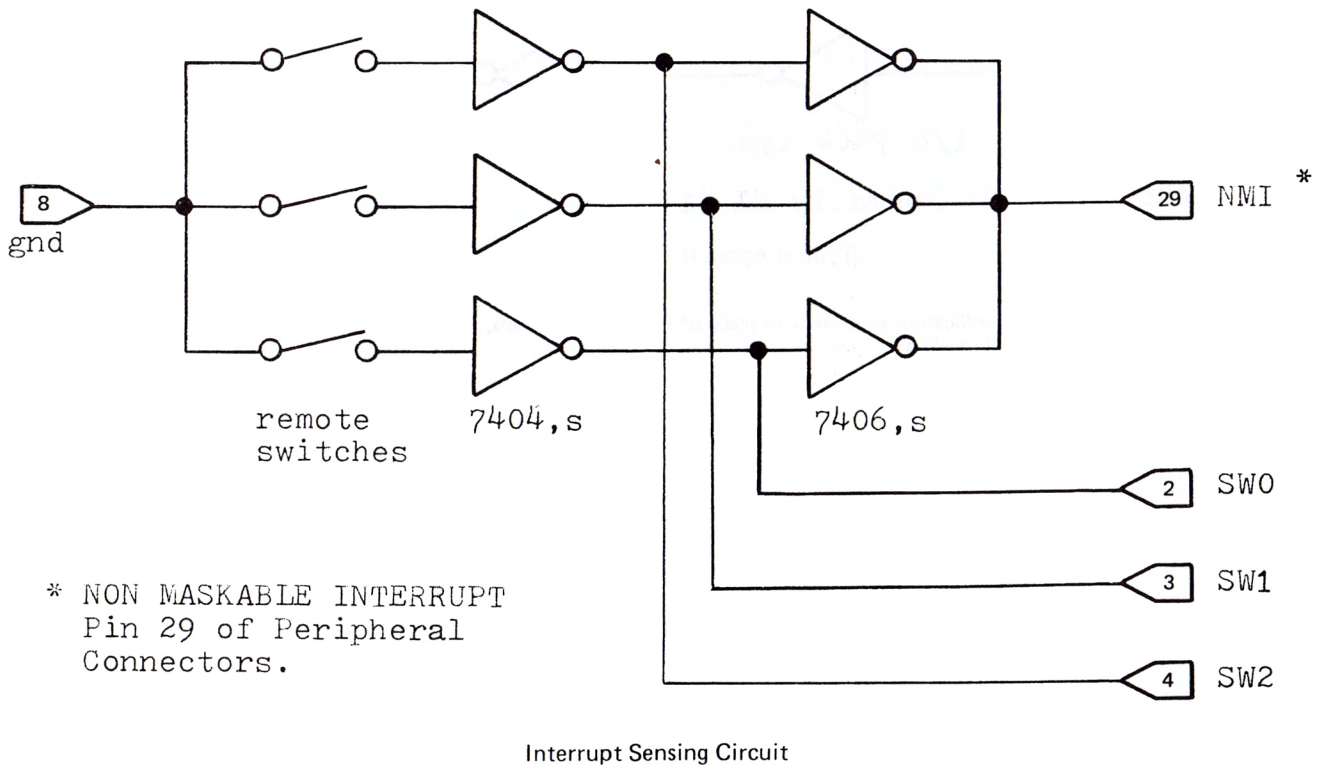 8
gnd
29
NMI *
remote
switches
7404,s
7406,s
2
SW0
3
SW1
4
SW2
* NON MASKABLE INTERRUPT
Pin 29 of Peripheral
Connectors.
Interrupt Sensing Circuit